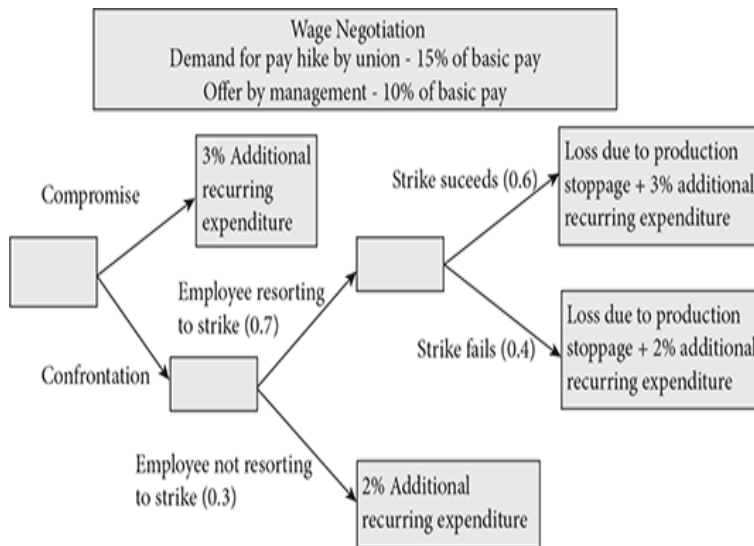 Wage Negotiation
Demand for pay hike by union - 15% of basic pay
Offer by management - 10% of basic pay
Compromise
3% Additional
recurring
expenditure
Confrontation
Employee resorting
to strike (0.7)
Employee not resorting
to strike (0.3)
2% Additional
recurring expenditure
Strike suceeds (0.6)
Loss due to production
stoppage + 3% additional
recurring expenditure
Strike fails (0.4)
Loss due to production
stoppage + 2% additional
recurring expenditure